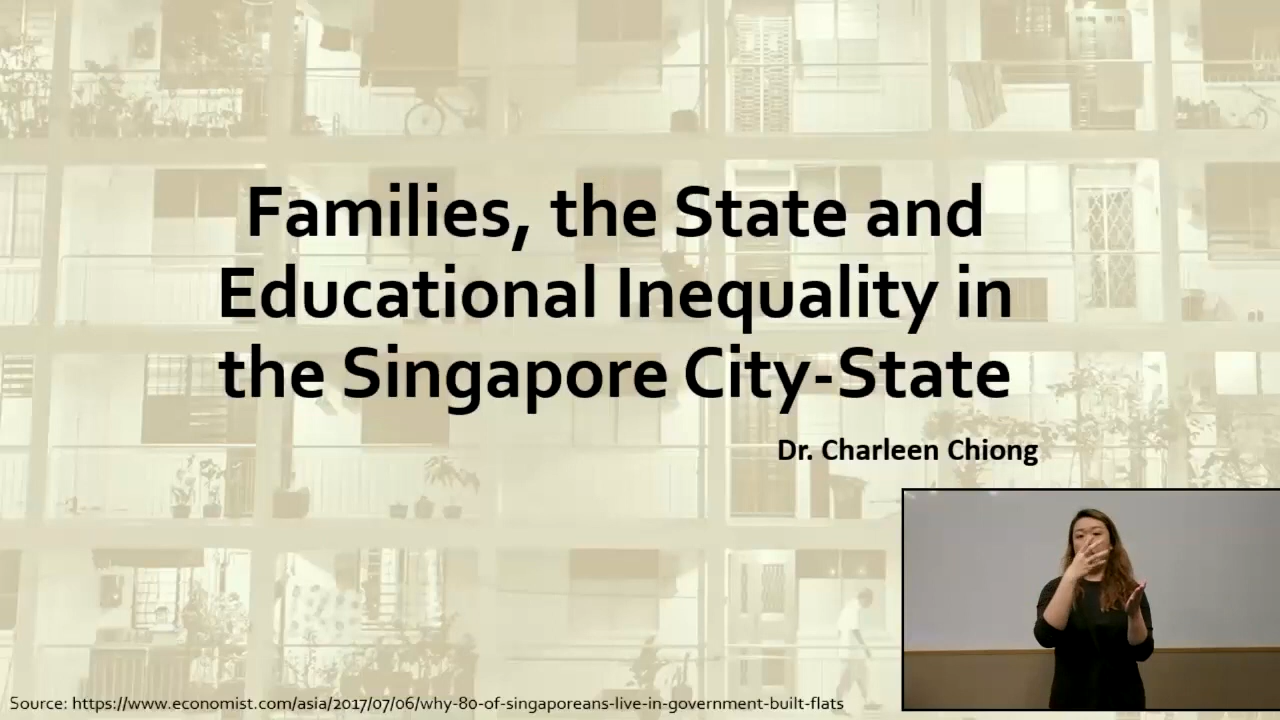 Families, the State and
Educational Inequality in
the Singapore City-State
Dr. Charleen Chiong
Source: https://www.economist.com/asia/2017/07/06/why-80-of-singaporeans-live-in-government-built-flats